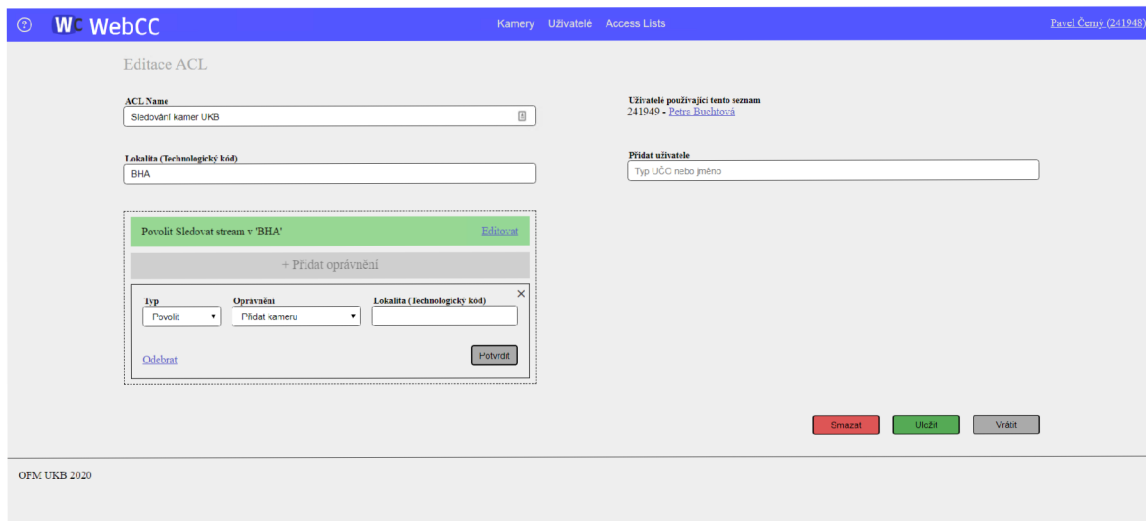 ? WC WebCC Kamery Uživatelé Access Lists Pavel Černý (241948)
Editace ACL
ACL Name
Sledování kamer UKB
Uživatelé používající tento seznam
241949 - Petra Buchtová
Lokalita (Technologický kód)
BHA
Přidat uživatele
Typ UČO nebo jméno
Povolit Sledovat stream v 'BHA' Editovat
+ Přidat oprávnění
Typ Oprávnění Lokalita (Technologický kód)
Povolit Přidat kameru
Odebrat Potvrdit
Smazat Uložit Vrátit
OFM UKB 2020